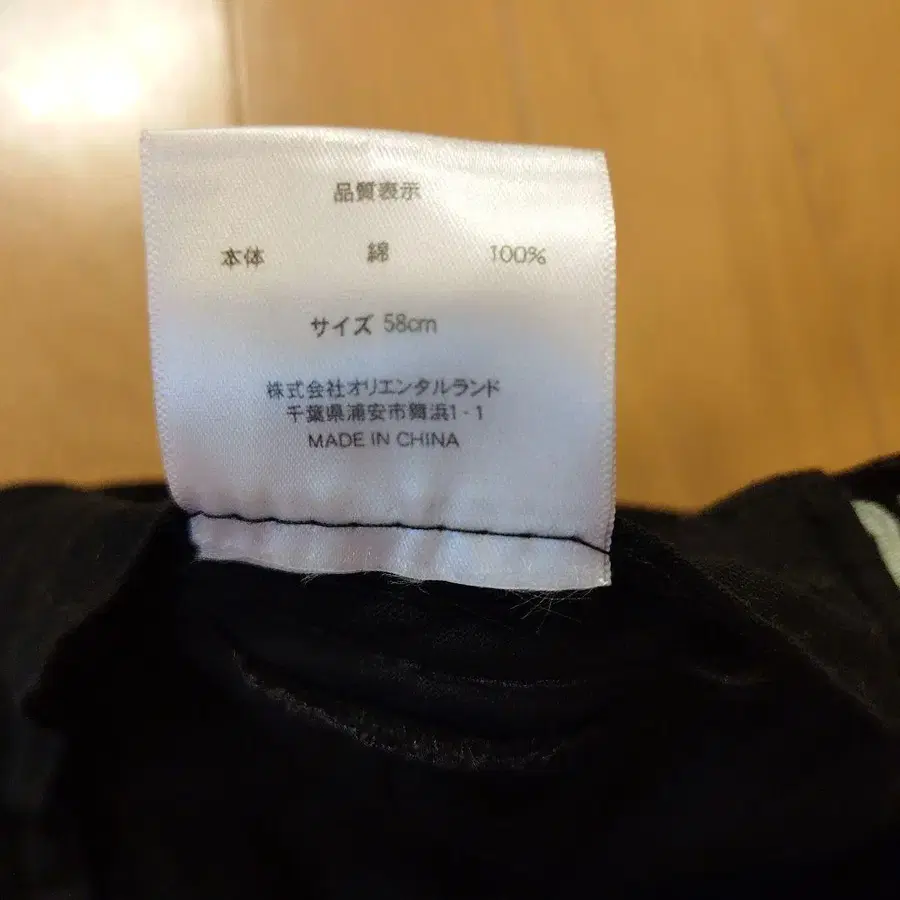 品質表示
本体 綿 100%
サイズ 58cm
株式会社オリエンタルランド
千葉県浦安市舞浜1-1
MADE IN CHINA